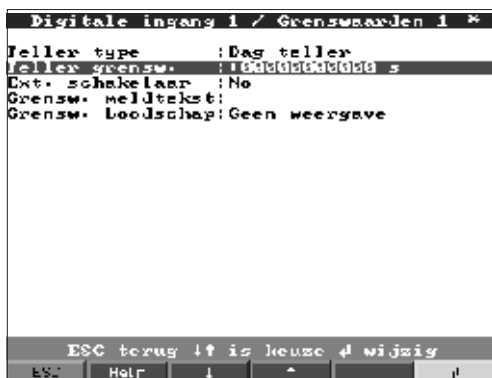 Digitale ingang 1 / Grenswaarden 1 *
Teller type :Dag teller
Teller grensw. : s
Ext. schakelaar :No
Grensw. meldtekst:
Grensw. boodschap:Geen weergave
ESC terug ↓↑ is keuze ↲ wijzig
ESC Help ↓ ↑ ↲